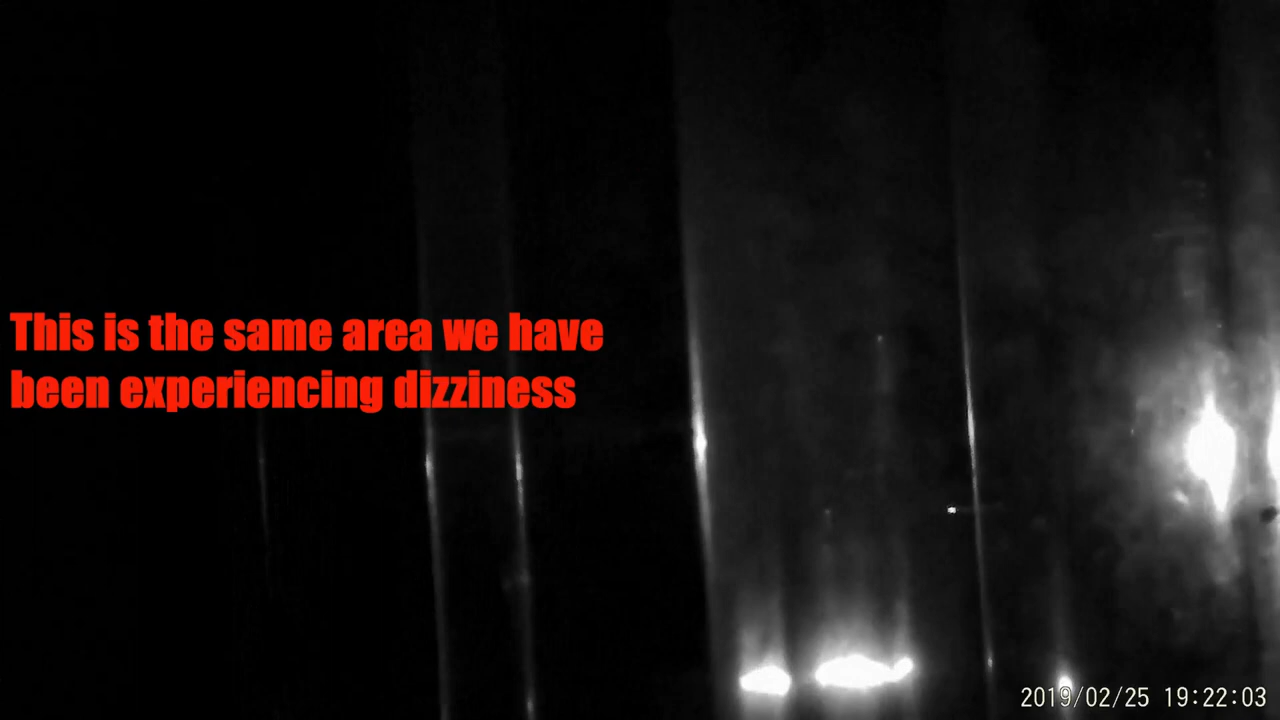 This is the same area we have
been experiencing dizziness
2019/02/25 19:22:03